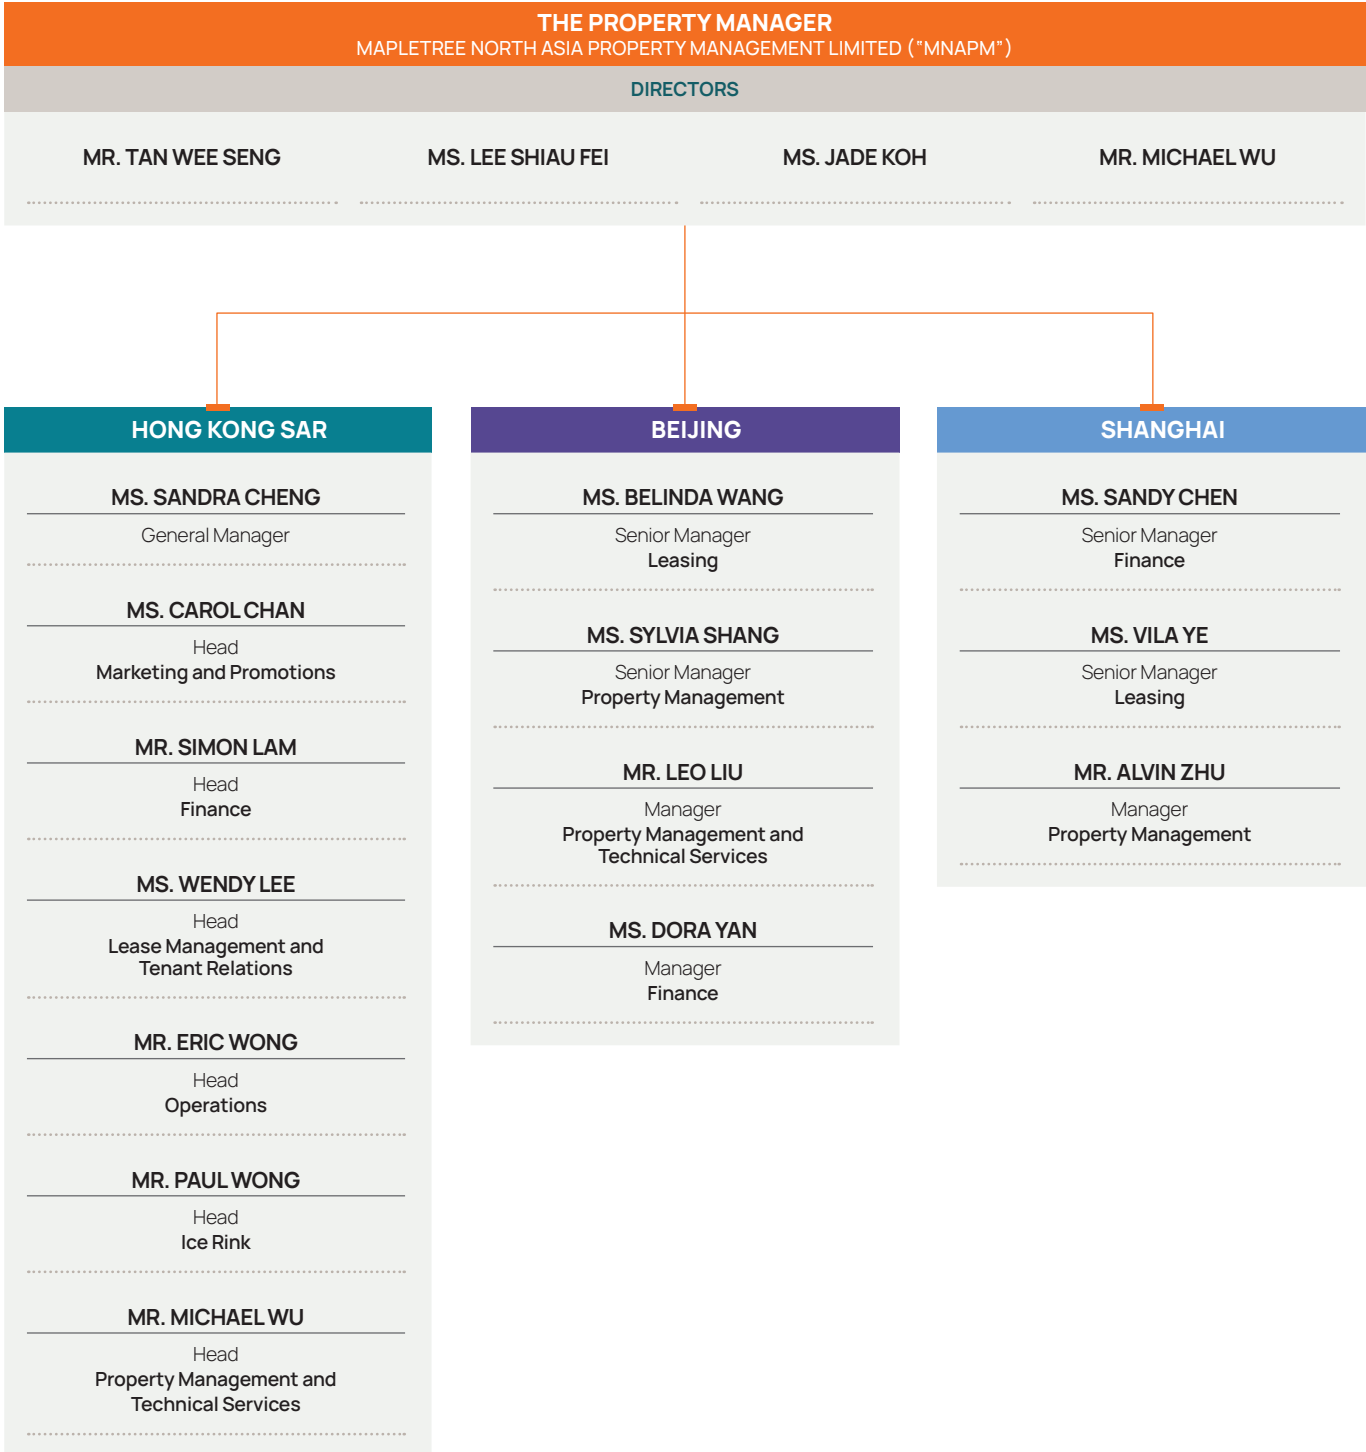 THE PROPERTY MANAGER
MAPLETREE NORTH ASIA PROPERTY MANAGEMENT LIMITED ("MNAPM")
DIRECTORS
MR. TAN WEE SENG
MS. LEE SHIAU FEI
MS. JADE KOH
MR. MICHAEL WU
HONG KONG SAR
MS. SANDRA CHENG
General Manager
MS. CAROL CHAN
Head
Marketing and Promotions
MR. SIMON LAM
Head
Finance
MS. WENDY LEE
Head
Lease Management and
Tenant Relations
MR. ERIC WONG
Head
Operations
MR. PAUL WONG
Head
Ice Rink
MR. MICHAEL WU
Head
Property Management and
Technical Services
BEIJING
MS. BELINDA WANG
Senior Manager
Leasing
MS. SYLVIA SHANG
Senior Manager
Property Management
MR. LEO LIU
Manager
Property Management and
Technical Services
MS. DORA YAN
Manager
Finance
SHANGHAI
MS. SANDY CHEN
Senior Manager
Finance
MS. VILA YE
Senior Manager
Leasing
MR. ALVIN ZHU
Manager
Property Management